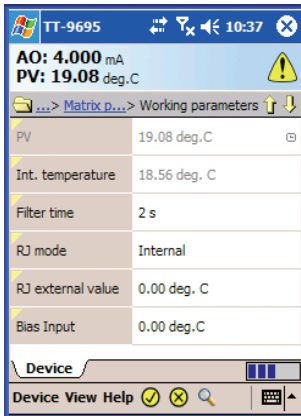 TT-9695 10:37
AO: 4.000 mA
PV: 19.08 deg.C
...> Matrix p...> Working parameters
PV 19.08 deg.C
Int. temperature 18.56 deg. C
Filter time 2 s
RJ mode Internal
RJ external value 0.00 deg. C
Bias Input 0.00 deg.C
Device
Device View Help